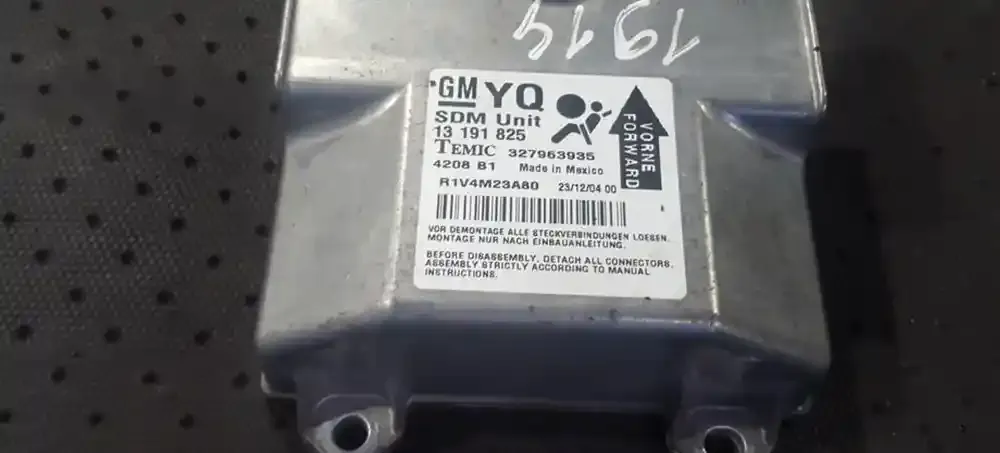 1914
GM YQ
SDM Unit
13 191 825
TEMIC 327963935
4208 B1 Made in Mexico
R1V4M23A80 23/12/04 00
VORNE
FORWARD
VOR DEMONTAGE ALLE STECKVERBINDUNGEN LOESEN.
MONTAGE NUR NACH EINBAUANLEITUNG.
BEFORE DISASSEMBLY, DETACH ALL CONNECTORS.
ASSEMBLY STRICTLY ACCORDING TO MANUAL
INSTRUCTIONS.